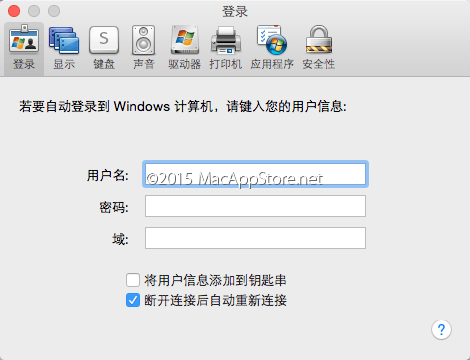 登录
登录 显示 键盘 声音 驱动器 打印机 应用程序 安全性
若要自动登录到 Windows 计算机，请键入您的用户信息:
用户名:
©2015 MacAppStore.net
密码:
域:
将用户信息添加到钥匙串
断开连接后自动重新连接
?